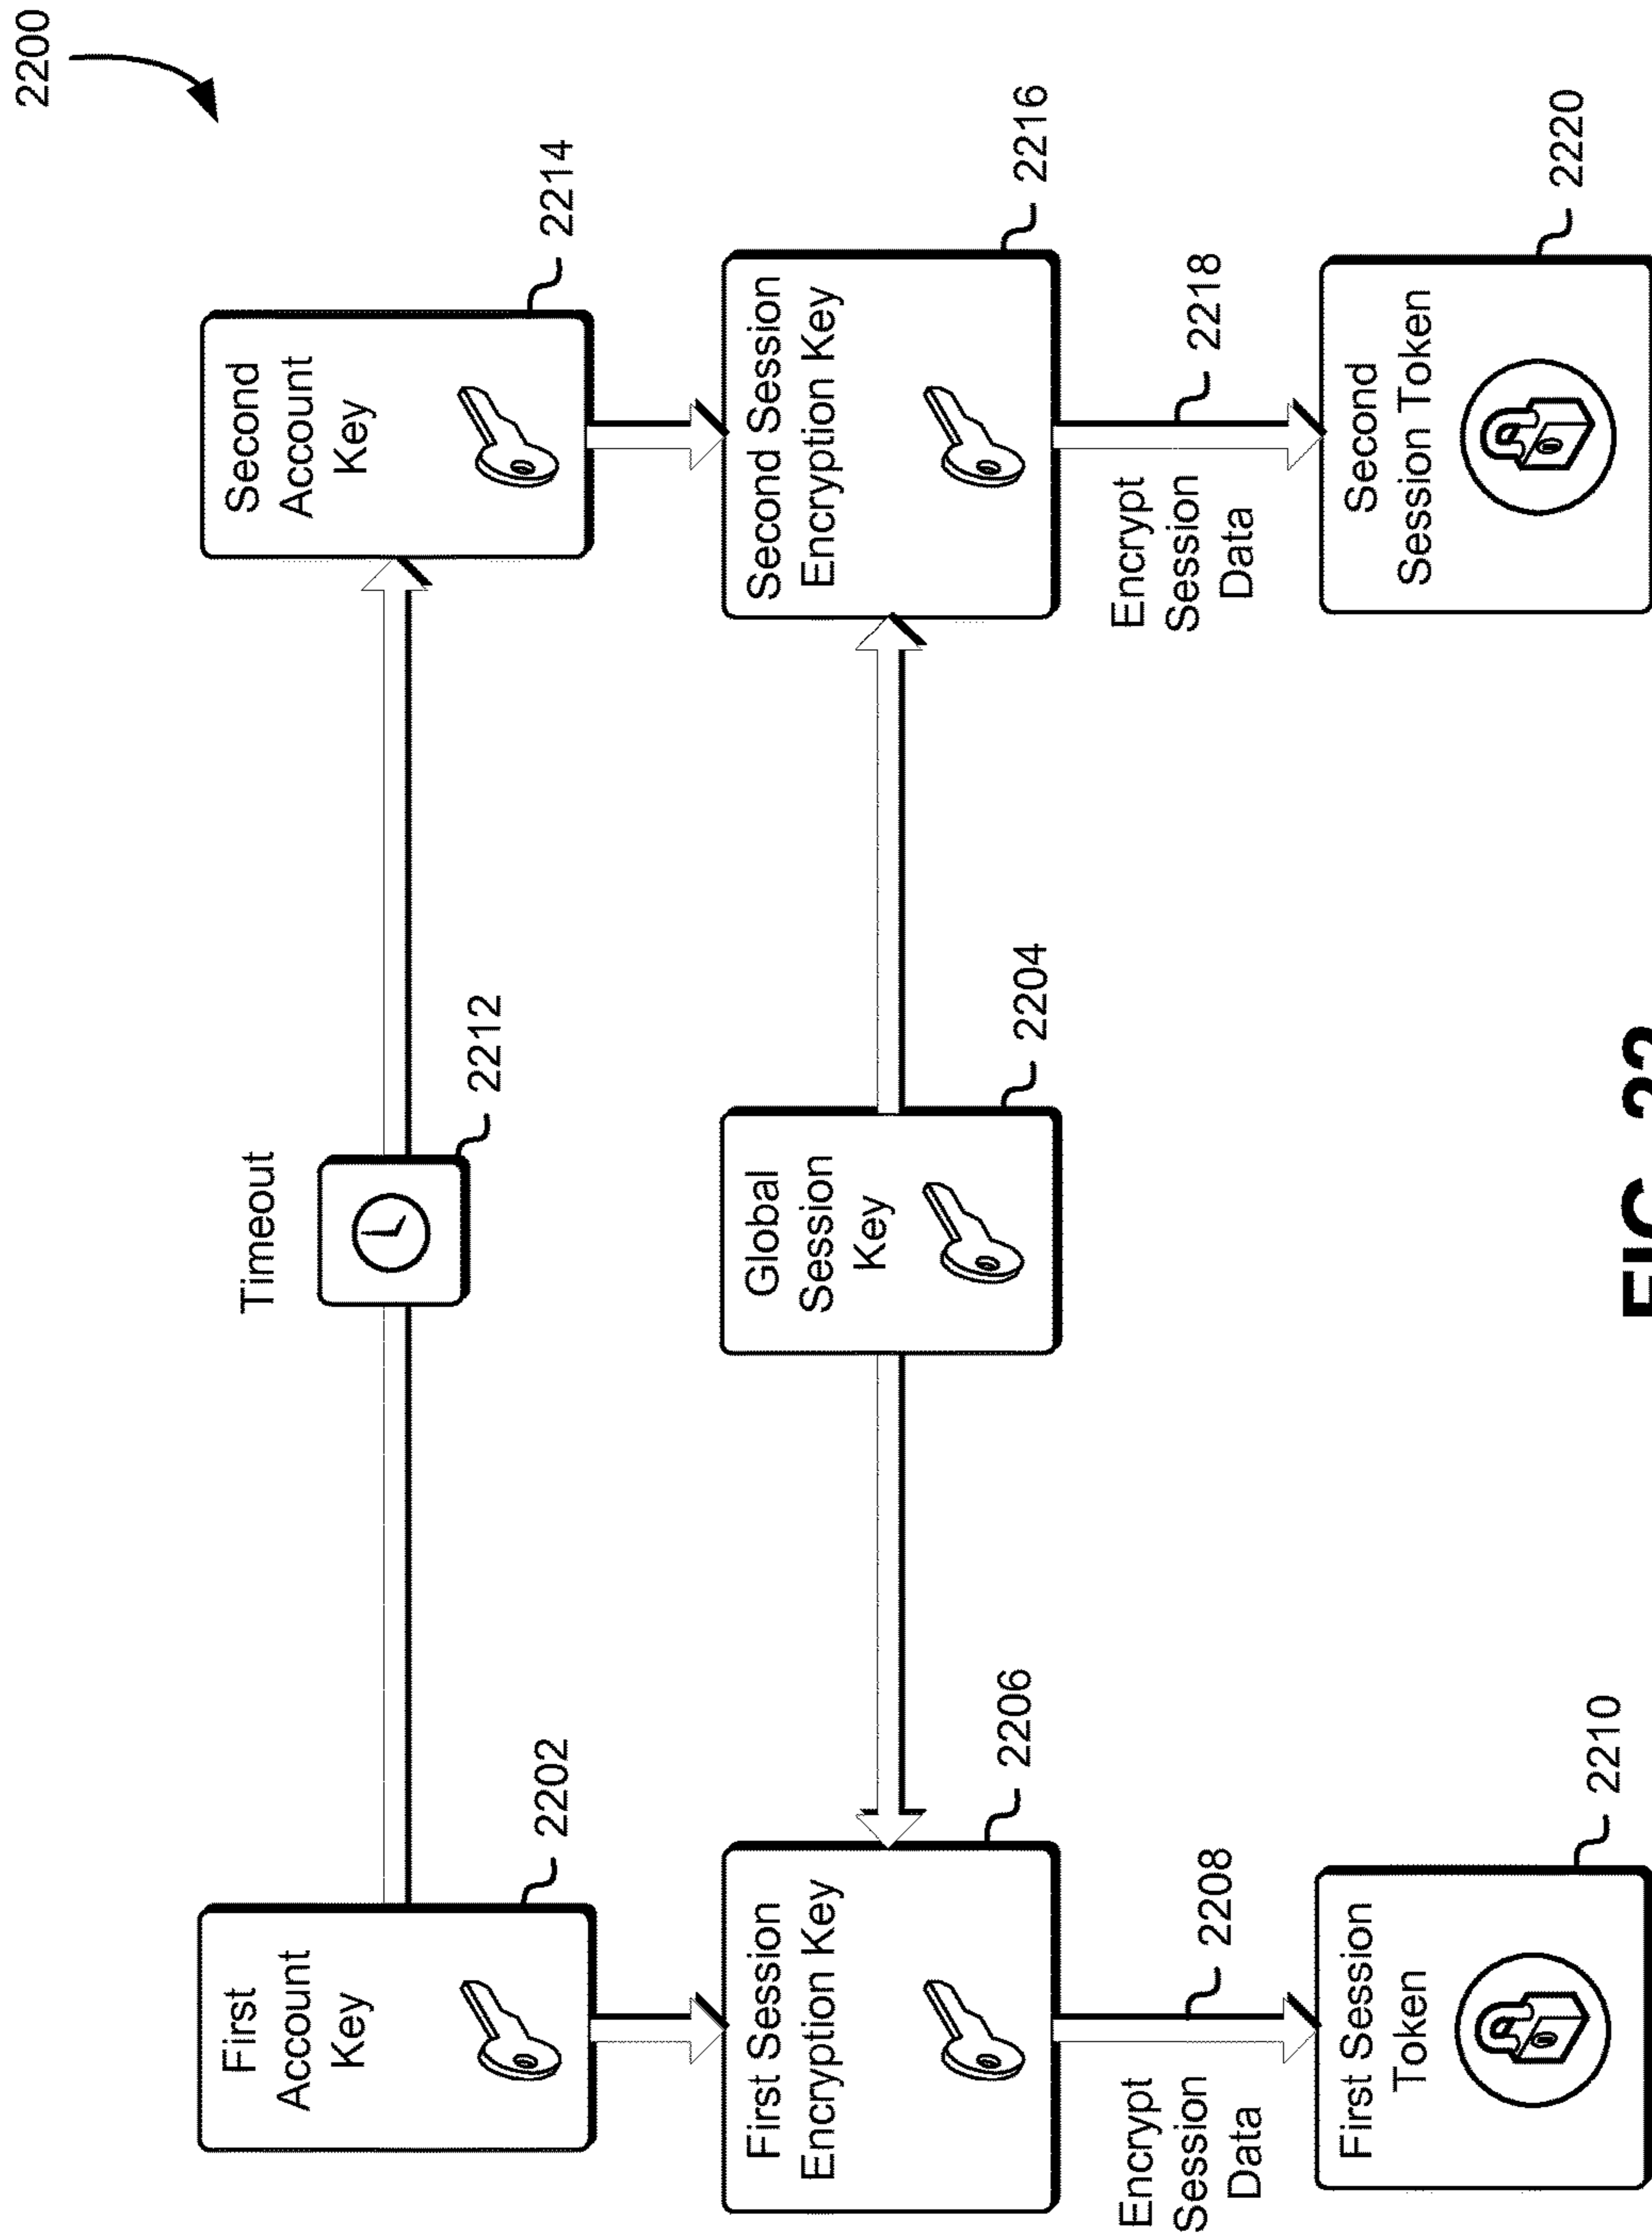 2200
Timeout
First
Account
Key
2202
2212
Second
Account
Key
2214
First Session
Encryption Key
2206
Global
Session
Key
2204
Second Session
Encryption Key
2216
Encrypt
Session
Data
2208
Encrypt
Session
Data
2218
First Session
Token
2210
Second
Session Token
2220
FIG. 22